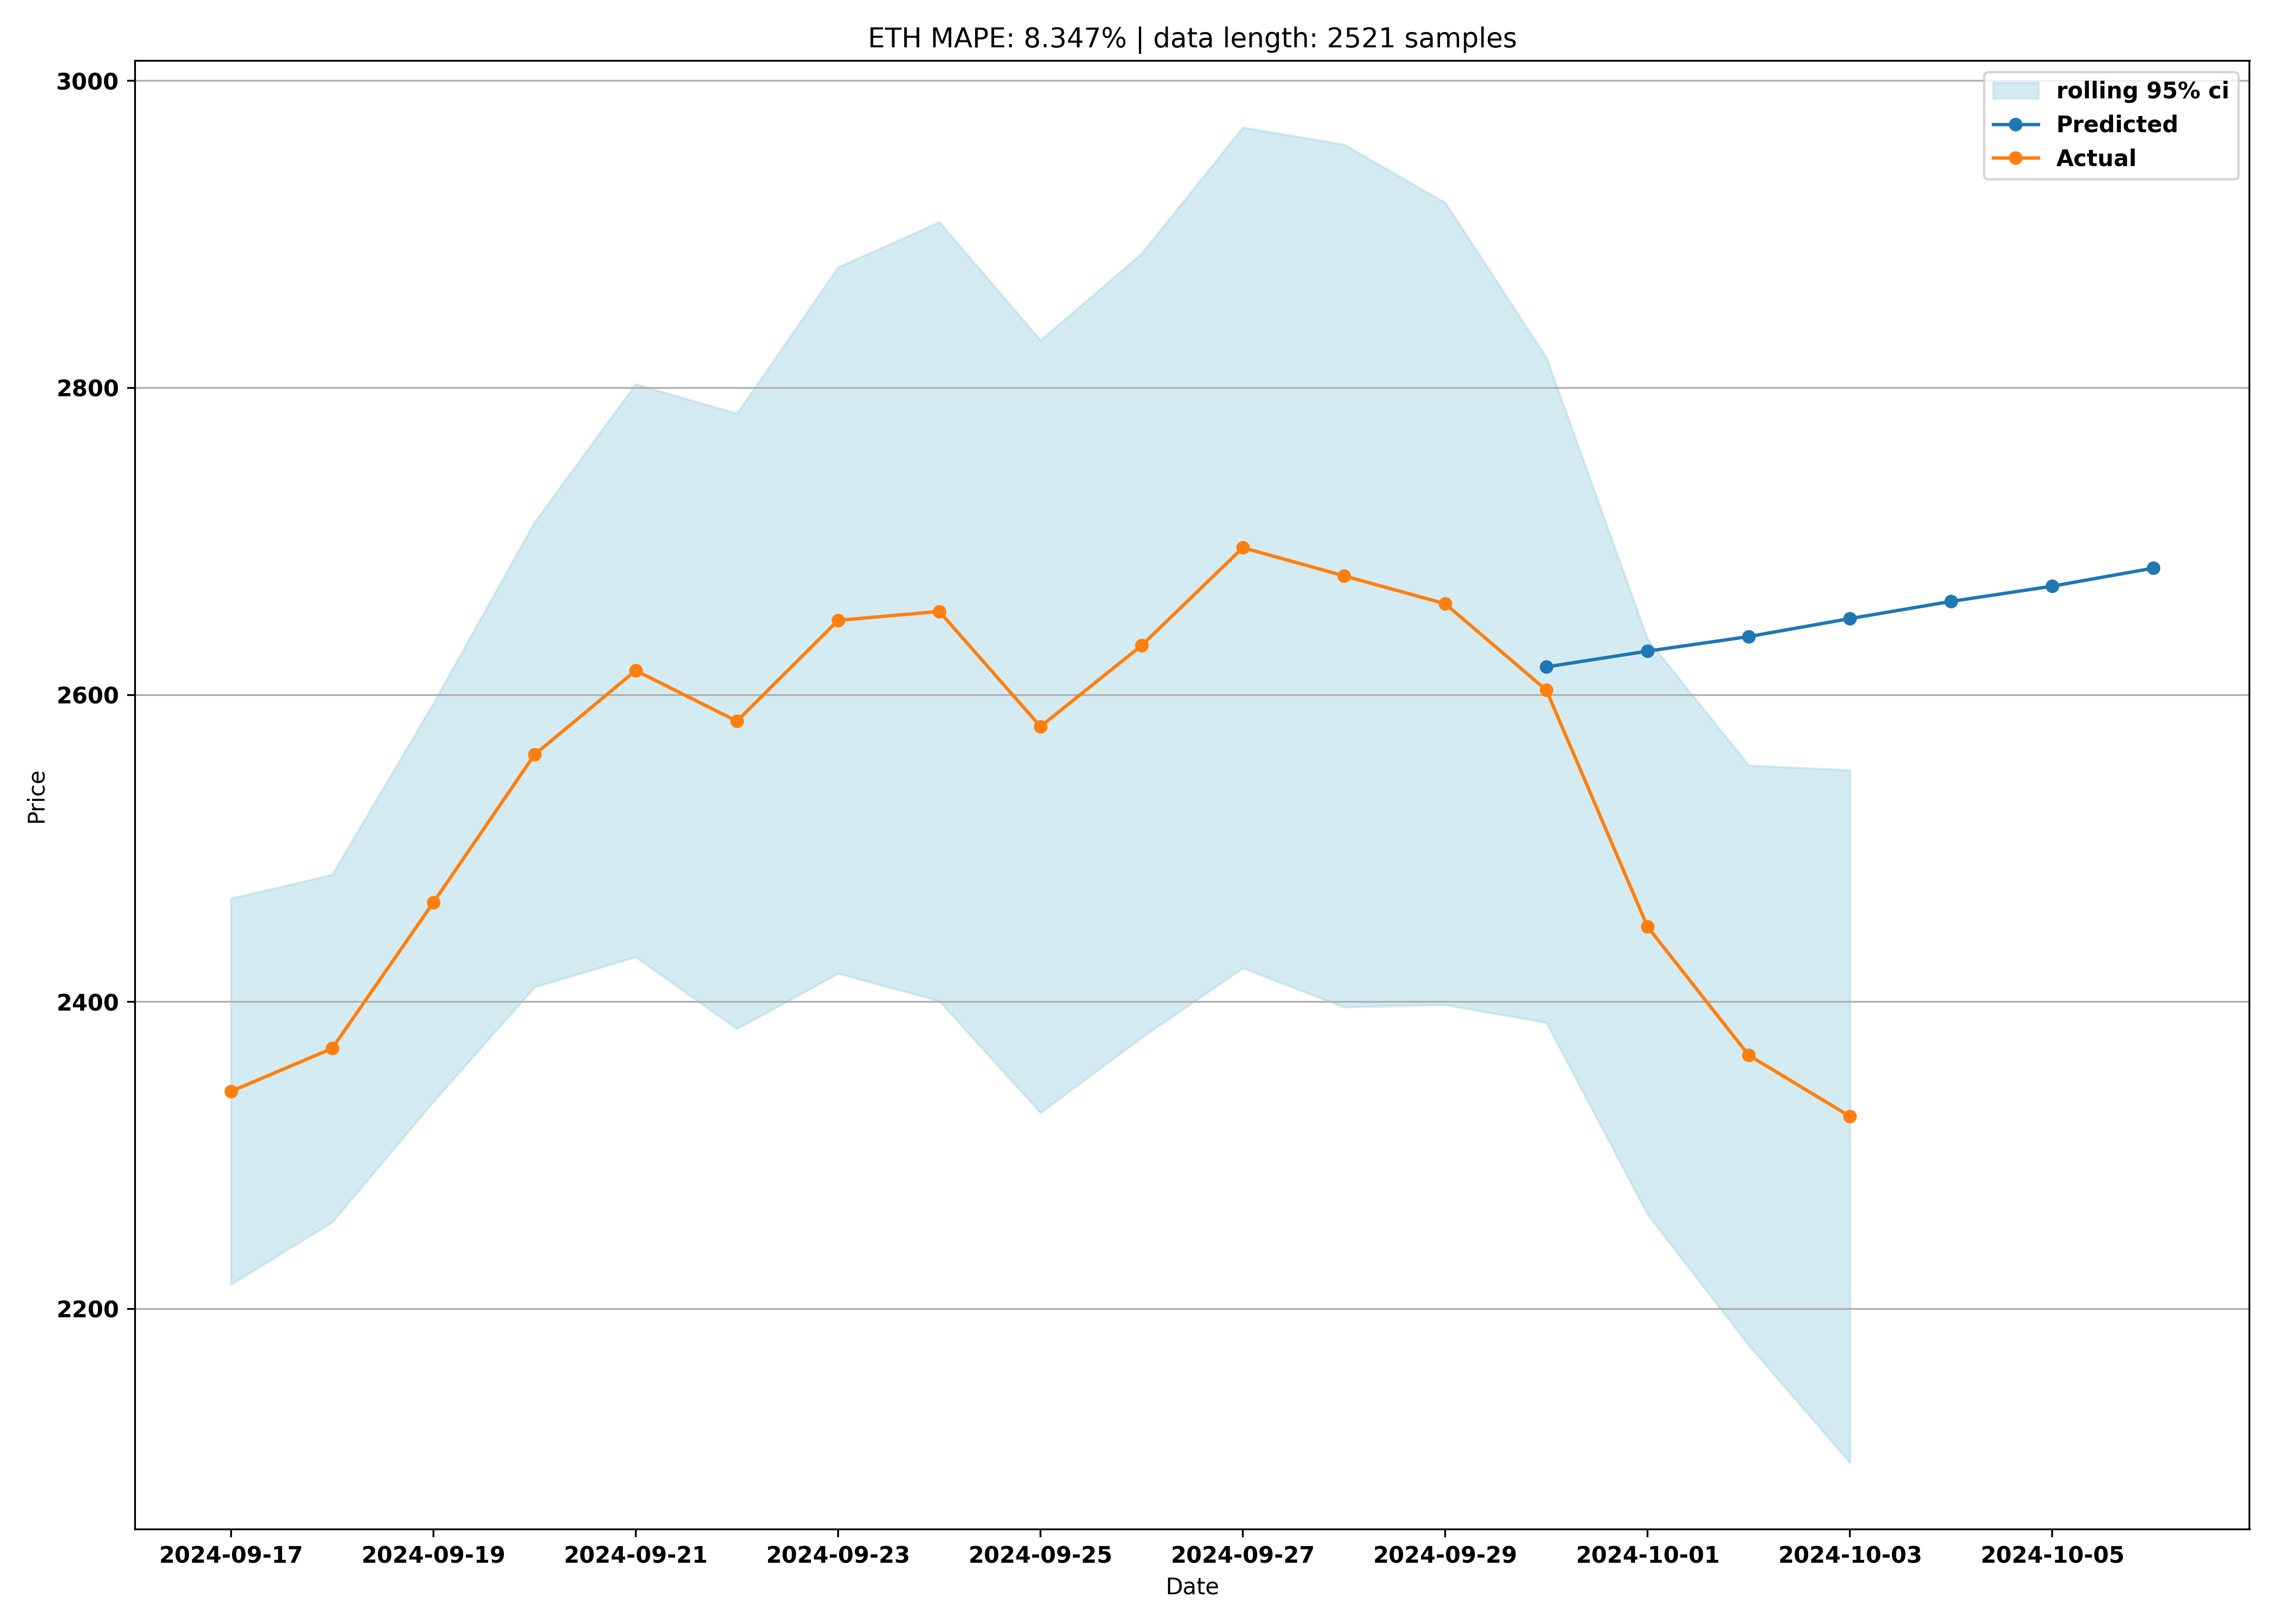 ETH MAPE: 8.347% | data length: 2521 samples
rolling 95% ci
Predicted
Actual
3000
2800
2600
2400
2200
Price
2024-09-17 2024-09-19 2024-09-21 2024-09-23 2024-09-25 2024-09-27 2024-09-29 2024-10-01 2024-10-03 2024-10-05
Date